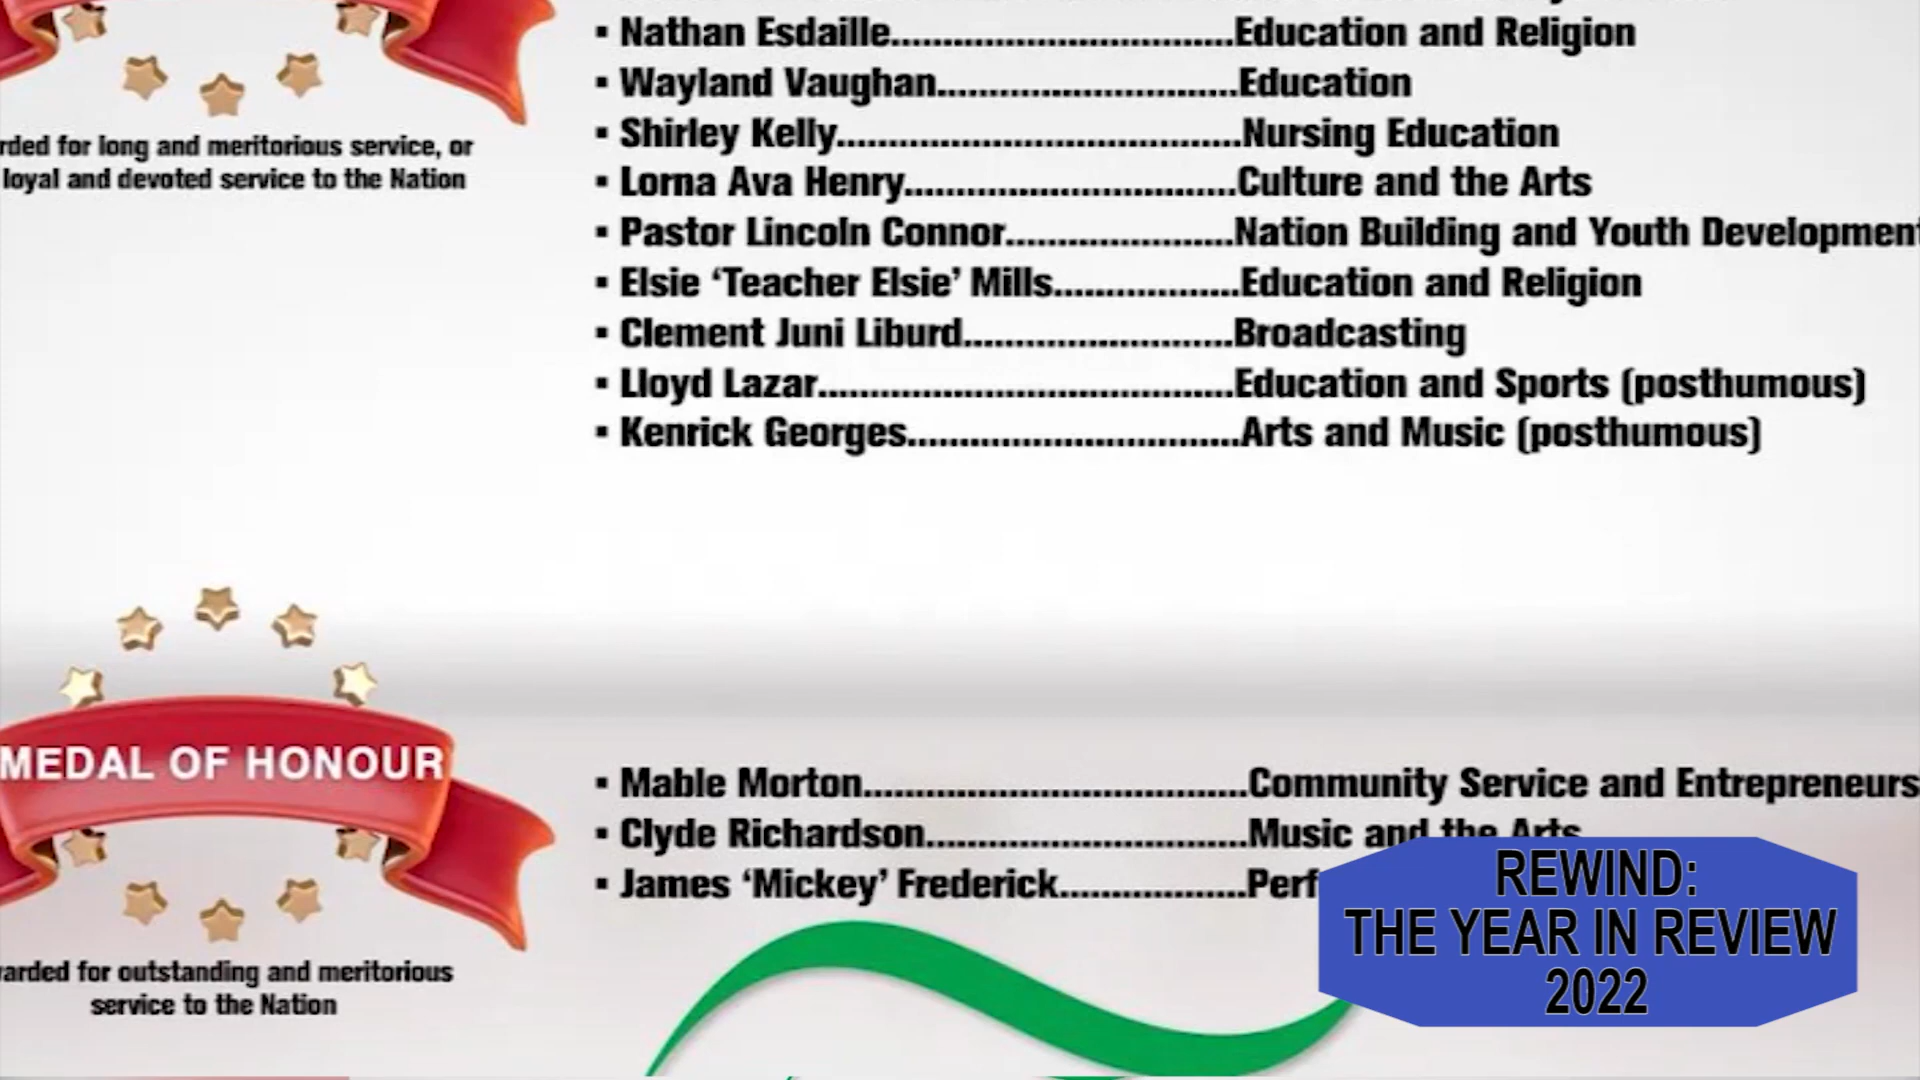 ▪ Nathan Esdaille.................................Education and Religion
▪ Wayland Vaughan.............................Education
▪ Shirley Kelly.......................................Nursing Education
▪ Lorna Ava Henry................................Culture and the Arts
▪ Pastor Lincoln Connor......................Nation Building and Youth Development
▪ Elsie ‘Teacher Elsie’ Mills..................Education and Religion
▪ Clement Juni Liburd..........................Broadcasting
▪ Lloyd Lazar........................................Education and Sports (posthumous)
▪ Kenrick Georges................................Arts and Music (posthumous)
rded for long and meritorious service, or
loyal and devoted service to the Nation
MEDAL OF HONOUR
▪ Mable Morton.....................................Community Service and Entrepreneurs
▪ Clyde Richardson...............................Music and the Arts
▪ James ‘Mickey’ Frederick..................Perf
arded for outstanding and meritorious
service to the Nation
REWIND:
THE YEAR IN REVIEW
2022